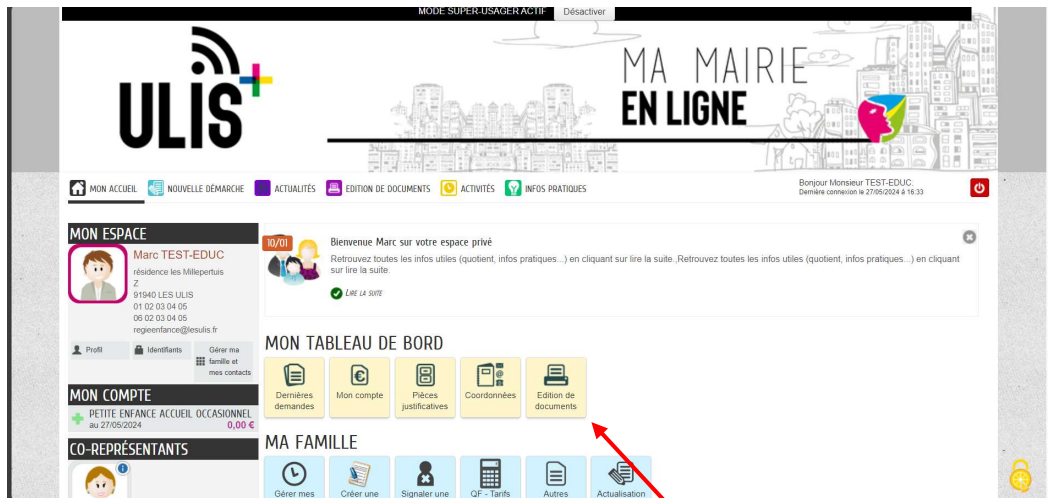 MODE SUPER-USAGER ACTIF Désactiver
ULIS+
MA MAIRIE
EN LIGNE
MON ACCUEIL NOUVELLE DÉMARCHE ACTUALITÉS EDITION DE DOCUMENTS ACTIVITÉS INFOS PRATIQUES
Bonjour Monsieur TEST-EDUC.
Dernière connexion le 27/05/2024 à 16:33
MON ESPACE
Marc TEST-EDUC
résidence les Millepertuis
Z
91940 LES ULIS
01 02 03 04 05
06 02 03 04 05
regieenfance@lesulis.fr
Profil
Identifiants
Gérer ma
famille et
mes contacts
MON COMPTE
PETITE ENFANCE ACCUEIL OCCASIONNEL
au 27/05/2024 0,00 €
CO-REPRÉSENTANTS
10/01
Bienvenue Marc sur votre espace privé
Retrouvez toutes les infos utiles (quotient, infos pratiques...) en cliquant sur lire la suite.,Retrouvez toutes les infos utiles (quotient, infos pratiques...) en cliquant
sur lire la suite.
LIRE LA SUITE
MON TABLEAU DE BORD
Dernières
demandes
Mon compte
Pièces
justificatives
Coordonnées
Edition de
documents
MA FAMILLE
Gérer mes
Créer une
Signaler une
QF - Tarifs
Autres
Actualisation